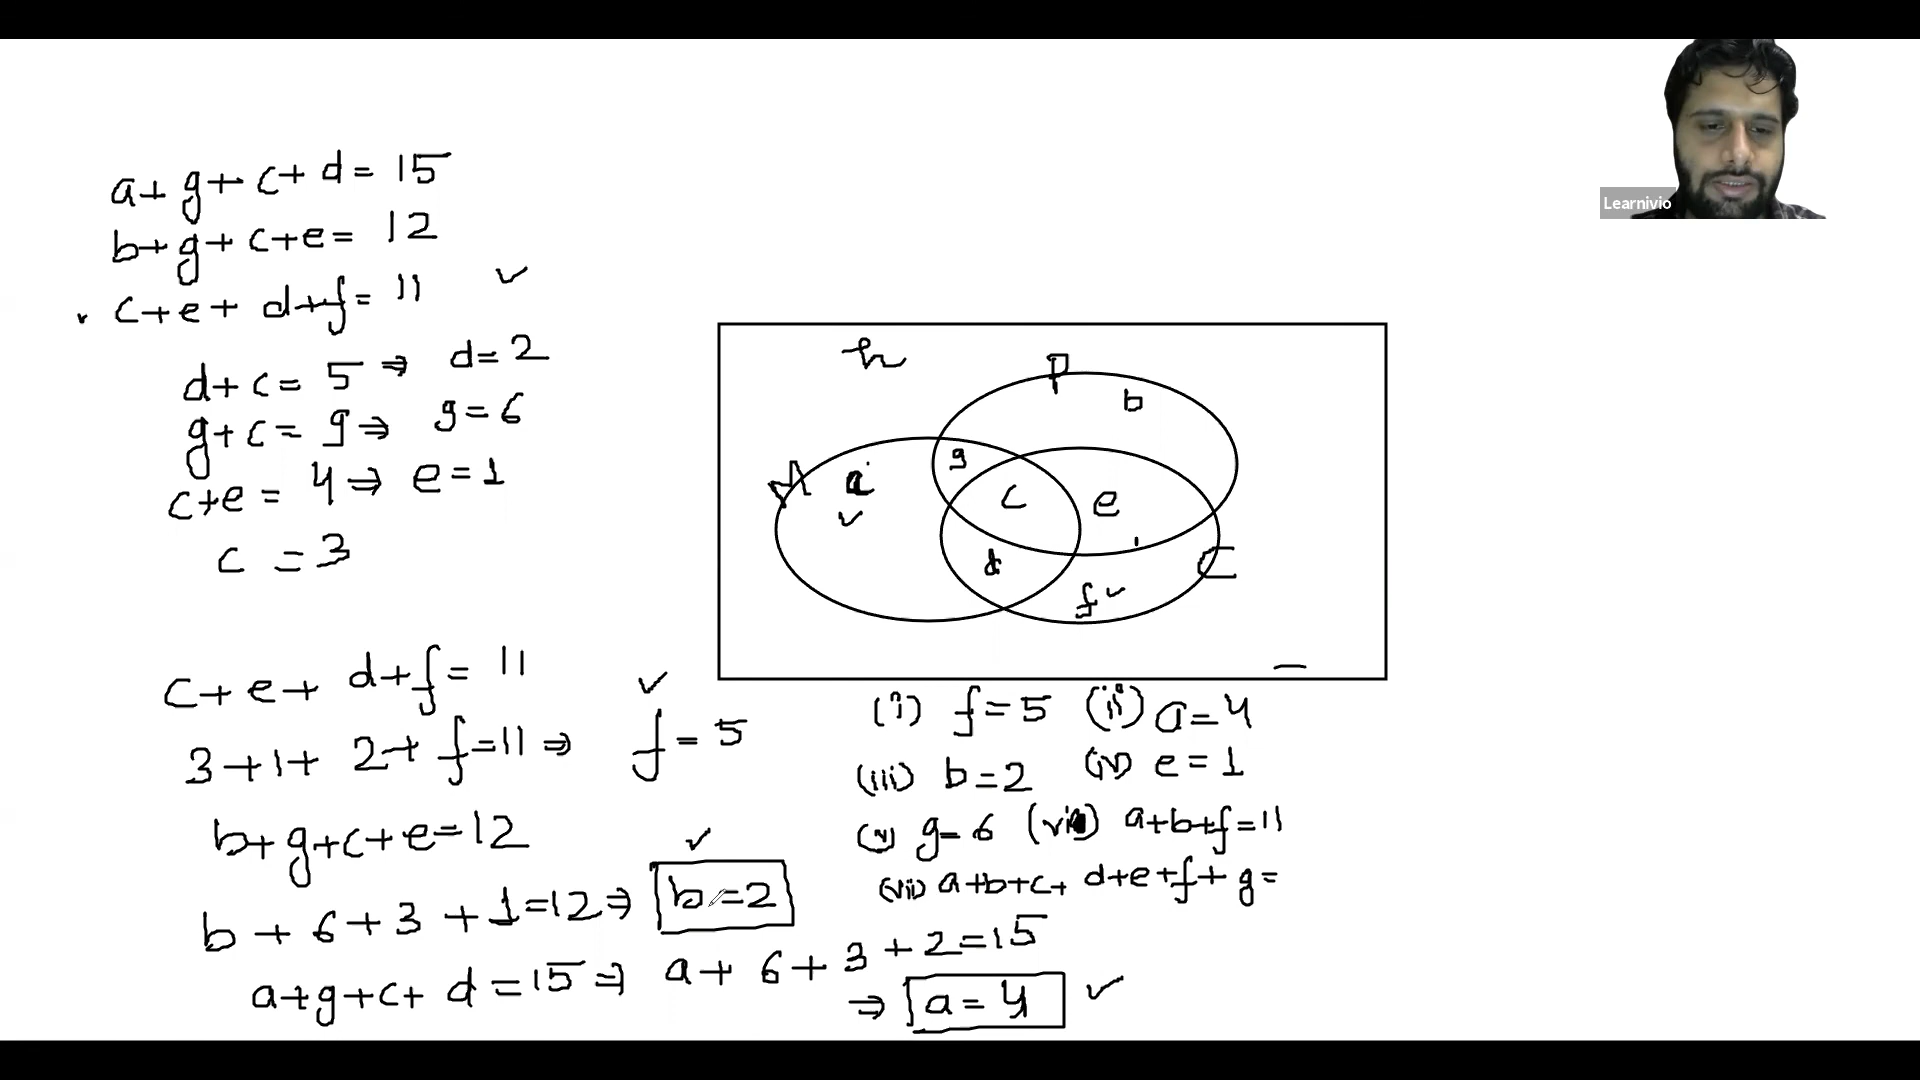 a+g+c+d=15
b+g+c+e=12
c+e+d+f=11
d+c=5⇒ d=2
g+c=9⇒ g=6
c+e=4⇒ e=1
c=3
c+e+d+f=11
3+1+2+f=11⇒ f=5
b+g+c+e=12
b+6+3+1=12⇒ b=2
a+g+c+d=15⇒ a+6+3+2=15
⇒ a=4
Learnivio
h
P
b
g
A a
c e
d
C
f
(i) f=5 (ii) a=4
(iii) b=2 (iv) e=1
(v) g=6 a+b+f=11
(vii) a+b+c+d+e+f+g=